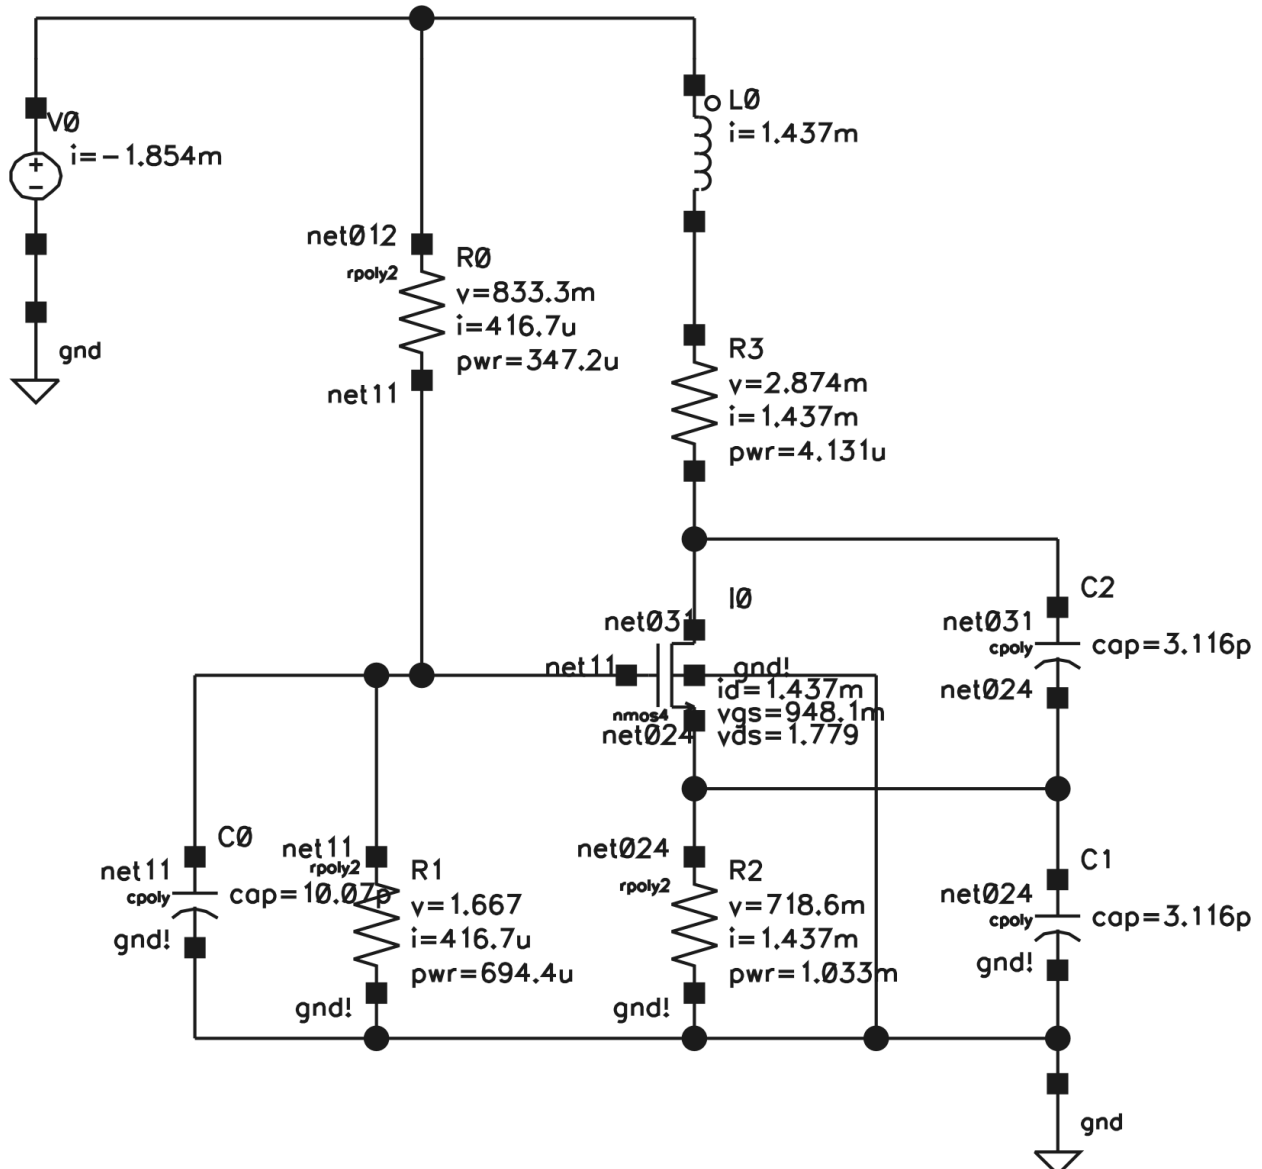 V0
i=-1.854m
gnd
net012
rpoly2
R0
v=833.3m
i=416.7u
pwr=347.2u
net11
L0
i=1.437m
R3
v=2.874m
i=1.437m
pwr=4.131u
I0
net031
net11
gnd!
id=1.437m
vgs=948.1m
vds=1.779
nmos4
net024
C2
net031
cpoly
cap=3.116p
net024
C0
net11
cpoly
cap=10.07p
gnd!
net11
rpoly2
R1
v=1.667
i=416.7u
pwr=694.4u
gnd!
net024
rpoly2
R2
v=718.6m
i=1.437m
pwr=1.033m
gnd!
C1
net024
cpoly
cap=3.116p
gnd!
gnd